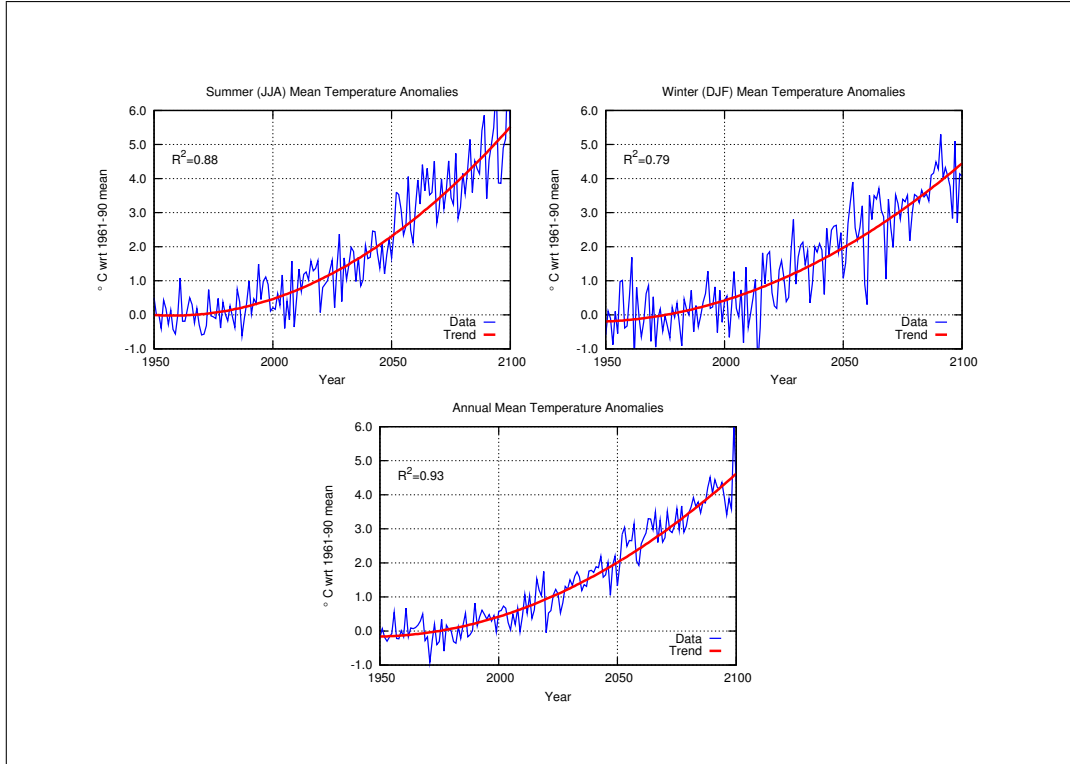 Summer (JJA) Mean Temperature Anomalies
6.0
5.0
4.0
3.0
2.0
1.0
0.0
-1.0
° C wrt 1961-90 mean
R²=0.88
Data
Trend
1950 2000 2050 2100
Year
Winter (DJF) Mean Temperature Anomalies
6.0
5.0
4.0
3.0
2.0
1.0
0.0
-1.0
° C wrt 1961-90 mean
R²=0.79
Data
Trend
1950 2000 2050 2100
Year
Annual Mean Temperature Anomalies
6.0
5.0
4.0
3.0
2.0
1.0
0.0
-1.0
° C wrt 1961-90 mean
R²=0.93
Data
Trend
1950 2000 2050 2100
Year